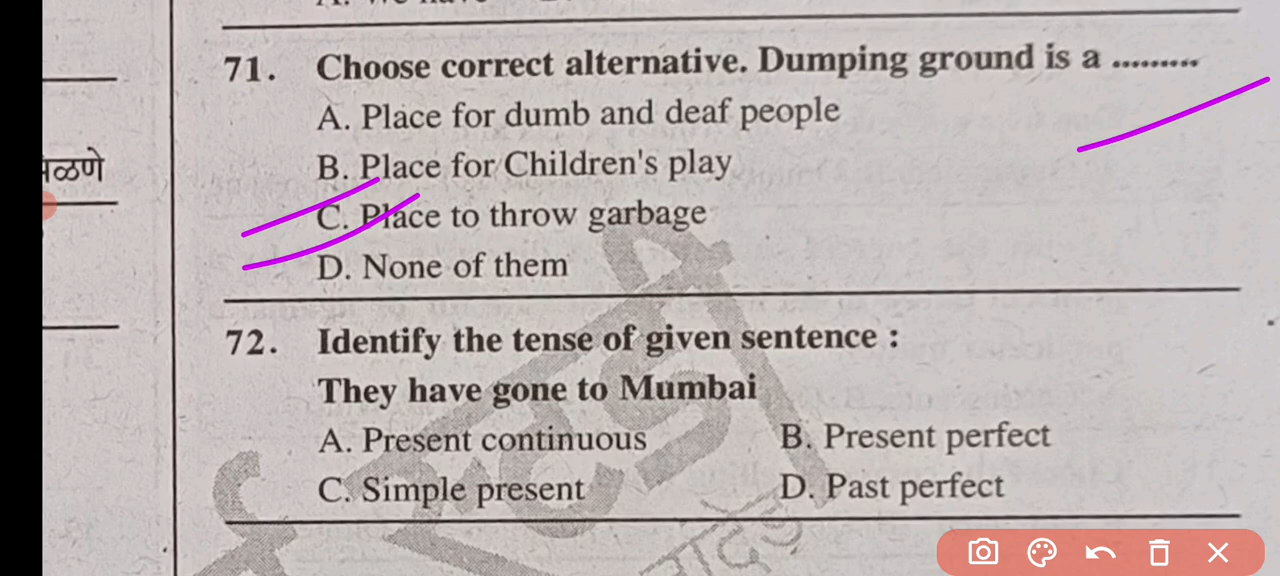 71. Choose correct alternative. Dumping ground is a .........
A. Place for dumb and deaf people
B. Place for Children's play
C. Place to throw garbage
D. None of them
72. Identify the tense of given sentence :
They have gone to Mumbai
A. Present continuous B. Present perfect
C. Simple present D. Past perfect